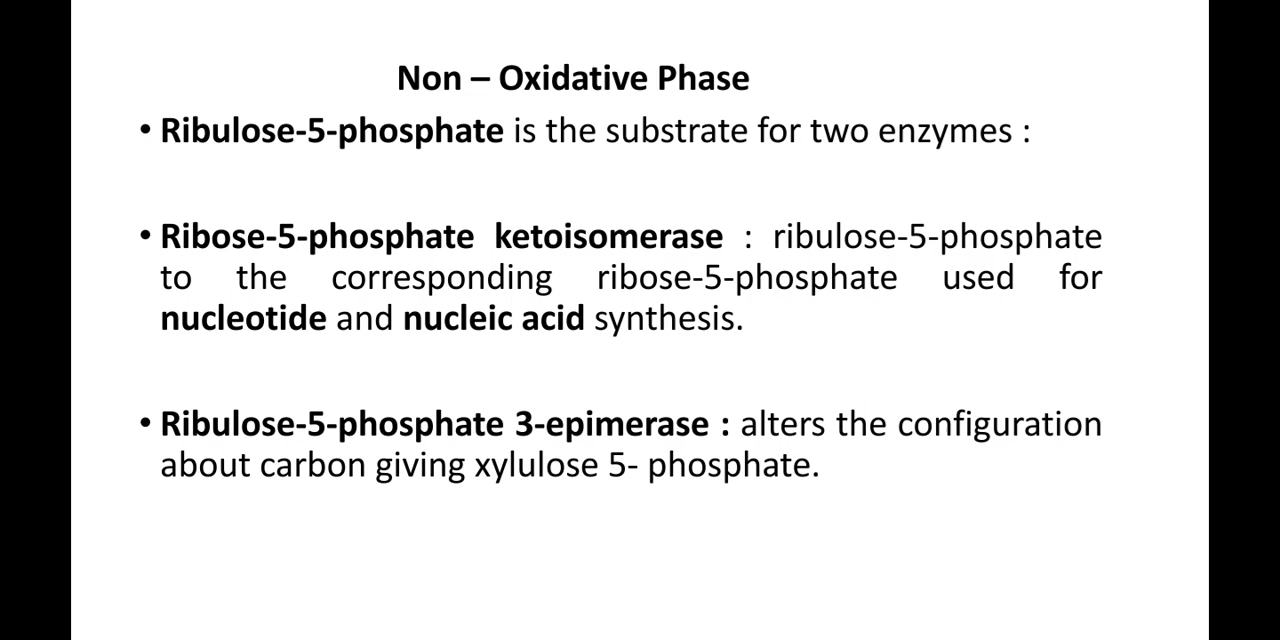 Non – Oxidative Phase
• Ribulose-5-phosphate is the substrate for two enzymes :
• Ribose-5-phosphate ketoisomerase : ribulose-5-phosphate
to the corresponding ribose-5-phosphate used for
nucleotide and nucleic acid synthesis.
• Ribulose-5-phosphate 3-epimerase : alters the configuration
about carbon giving xylulose 5- phosphate.